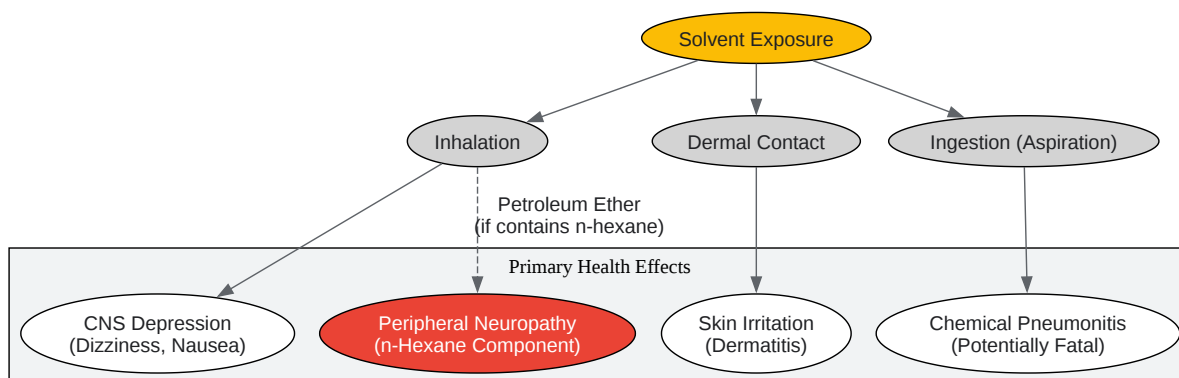 Solvent Exposure
Inhalation
Dermal Contact
Ingestion (Aspiration)
Petroleum Ether
(if contains n-hexane)
Primary Health Effects
CNS Depression
(Dizziness, Nausea)
Peripheral Neuropathy
(n-Hexane Component)
Skin Irritation
(Dermatitis)
Chemical Pneumonitis
(Potentially Fatal)